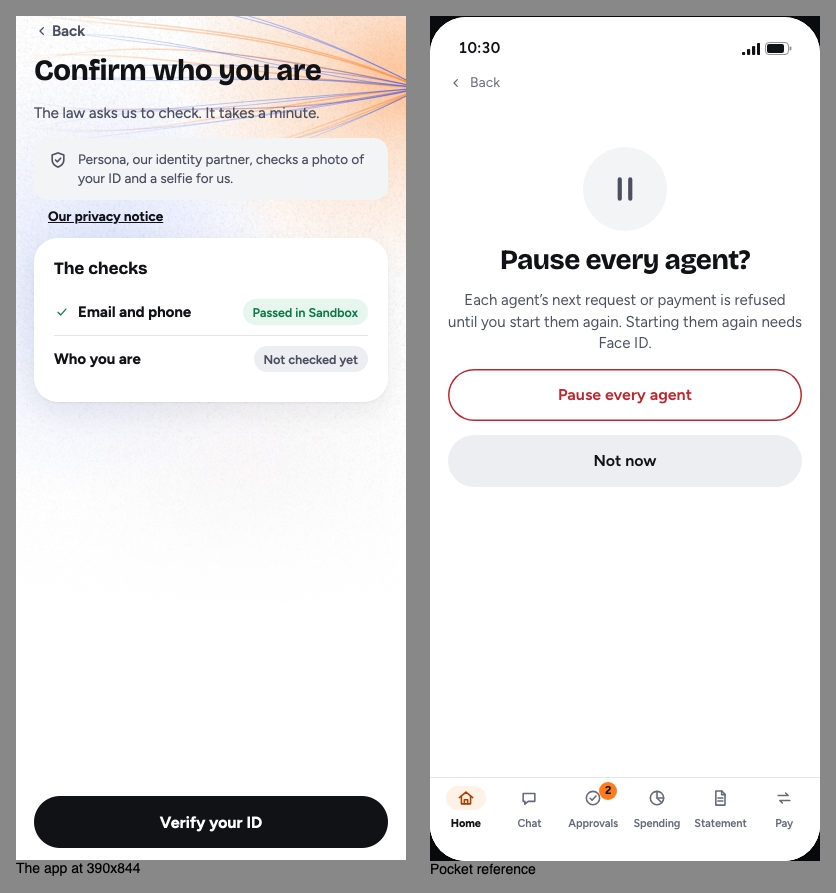 Back
Confirm who you are
The law asks us to check. It takes a minute.
Persona, our identity partner, checks a photo of
your ID and a selfie for us.
Our privacy notice
The checks
Email and phone
Passed in Sandbox
Who you are
Not checked yet
Verify your ID
The app at 390x844
10:30
Back
Pause every agent?
Each agent’s next request or payment is refused
until you start them again. Starting them again needs
Face ID.
Pause every agent
Not now
2
Home
Chat
Approvals
Spending
Statement
Pay
Pocket reference